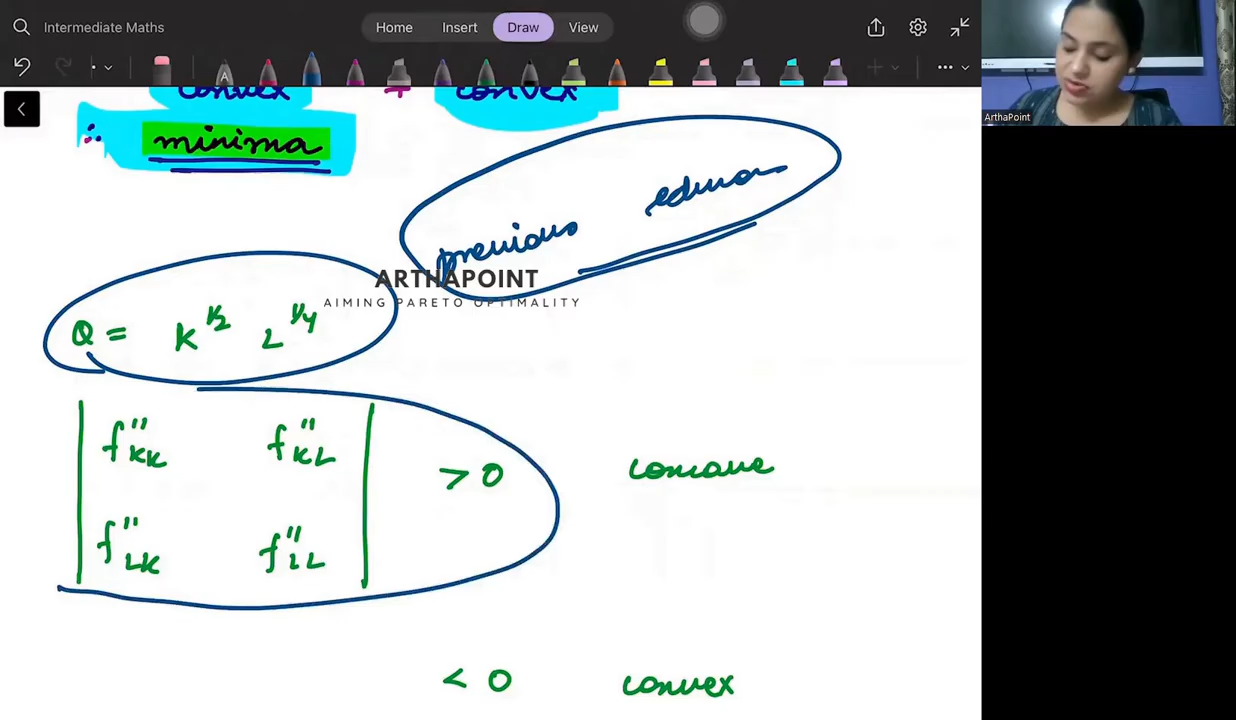 Intermediate Maths
Home Insert Draw View
A
convex + convex
∴ minima
previous
ARTHAPOINT
AIMING PARETO OPTIMALITY
Q = K^1/2 L^1/4
f''KK f''KL
> 0 concave
f''LK f''LL
< 0 convex
ArthaPoint